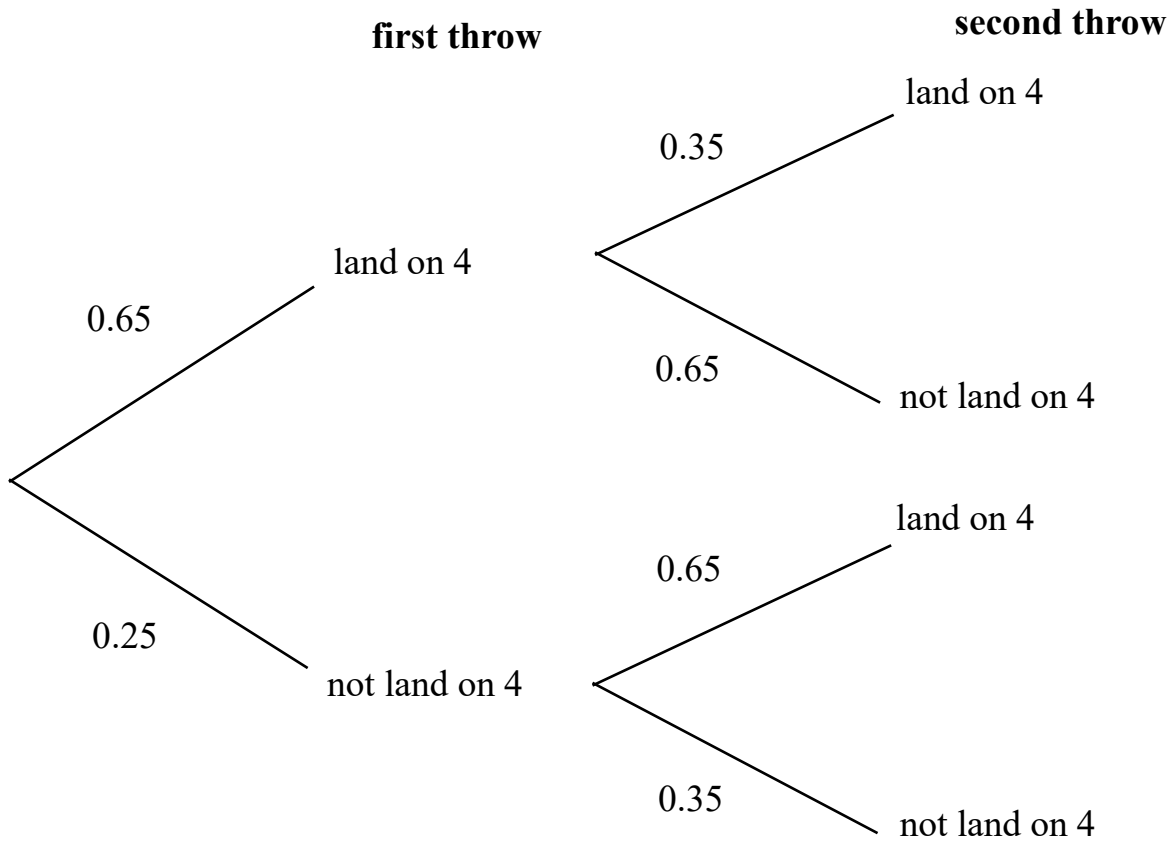 first throw
second throw
land on 4
0.35
land on 4
0.65
0.65
not land on 4
land on 4
0.65
0.25
not land on 4
0.35
not land on 4